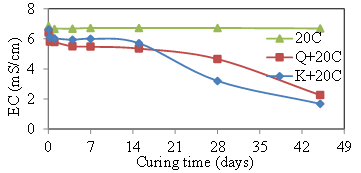 8
6
4
2
0
EC (mS/cm)
20C
Q+20C
K+20C
0 7 14 21 28 35 42 49
Curing time (days)